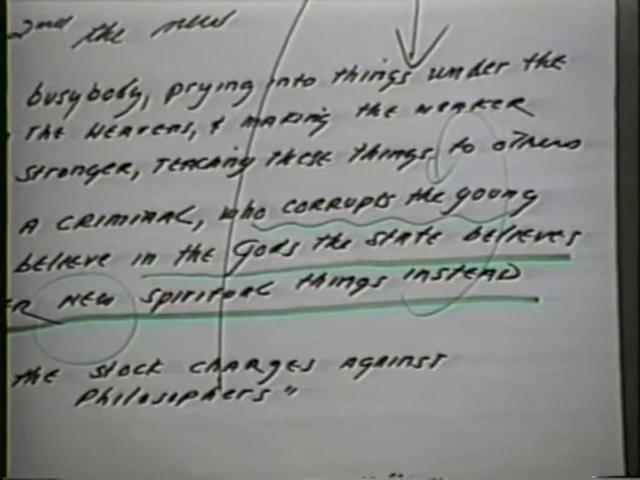 2nd the new
busybody, prying into things under the
THE HEAVENS, & MAKING THE WEAKER
STRONGER, TEACHING THESE THINGS to others
A CRIMINAL, who CORRUPTS the young
BELIEVE IN the Gods the STATE BELIEVES
ER NEW SPIRITUAL things INSTEAD
the STOCK CHARGES AGAINST
Philosophers"